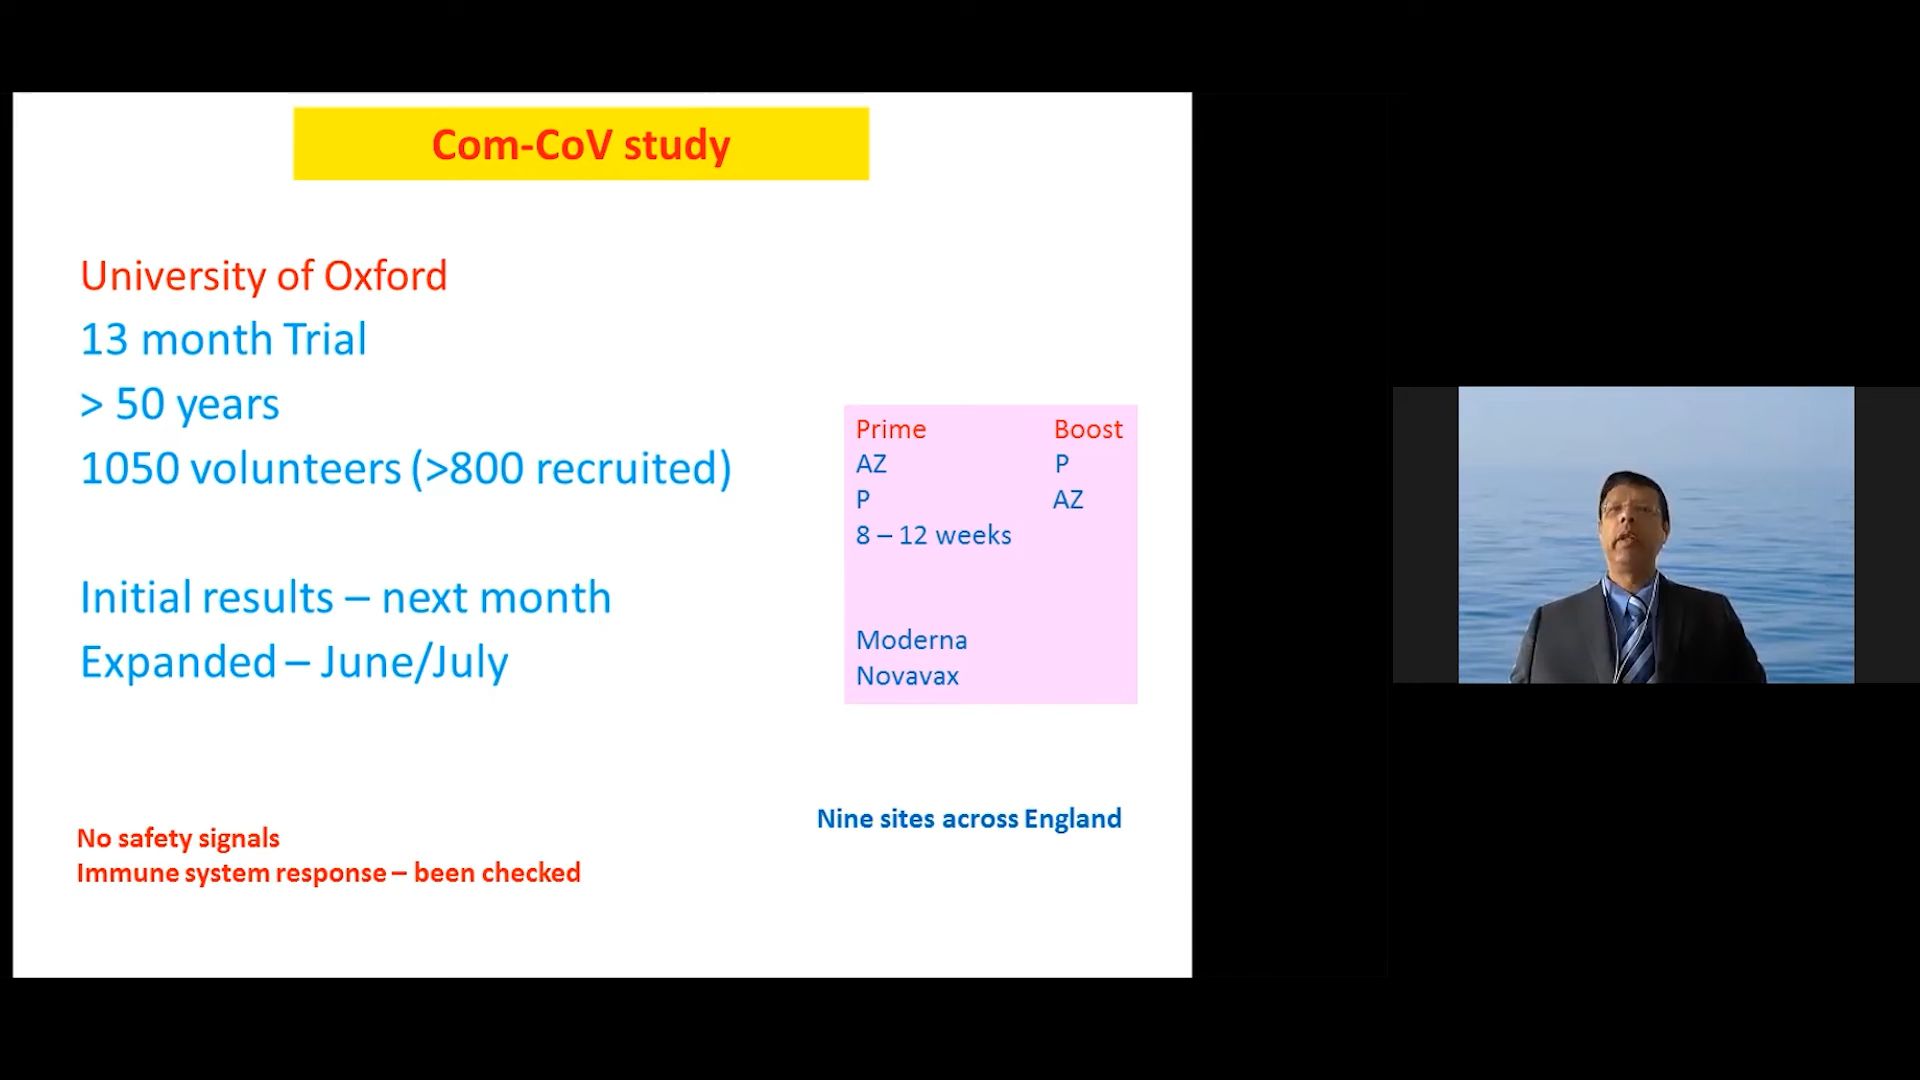 Com-CoV study
University of Oxford
13 month Trial
> 50 years
1050 volunteers (>800 recruited)
Initial results – next month
Expanded – June/July
Prime Boost
AZ P
P AZ
8 – 12 weeks
Moderna
Novavax
Nine sites across England
No safety signals
Immune system response – been checked